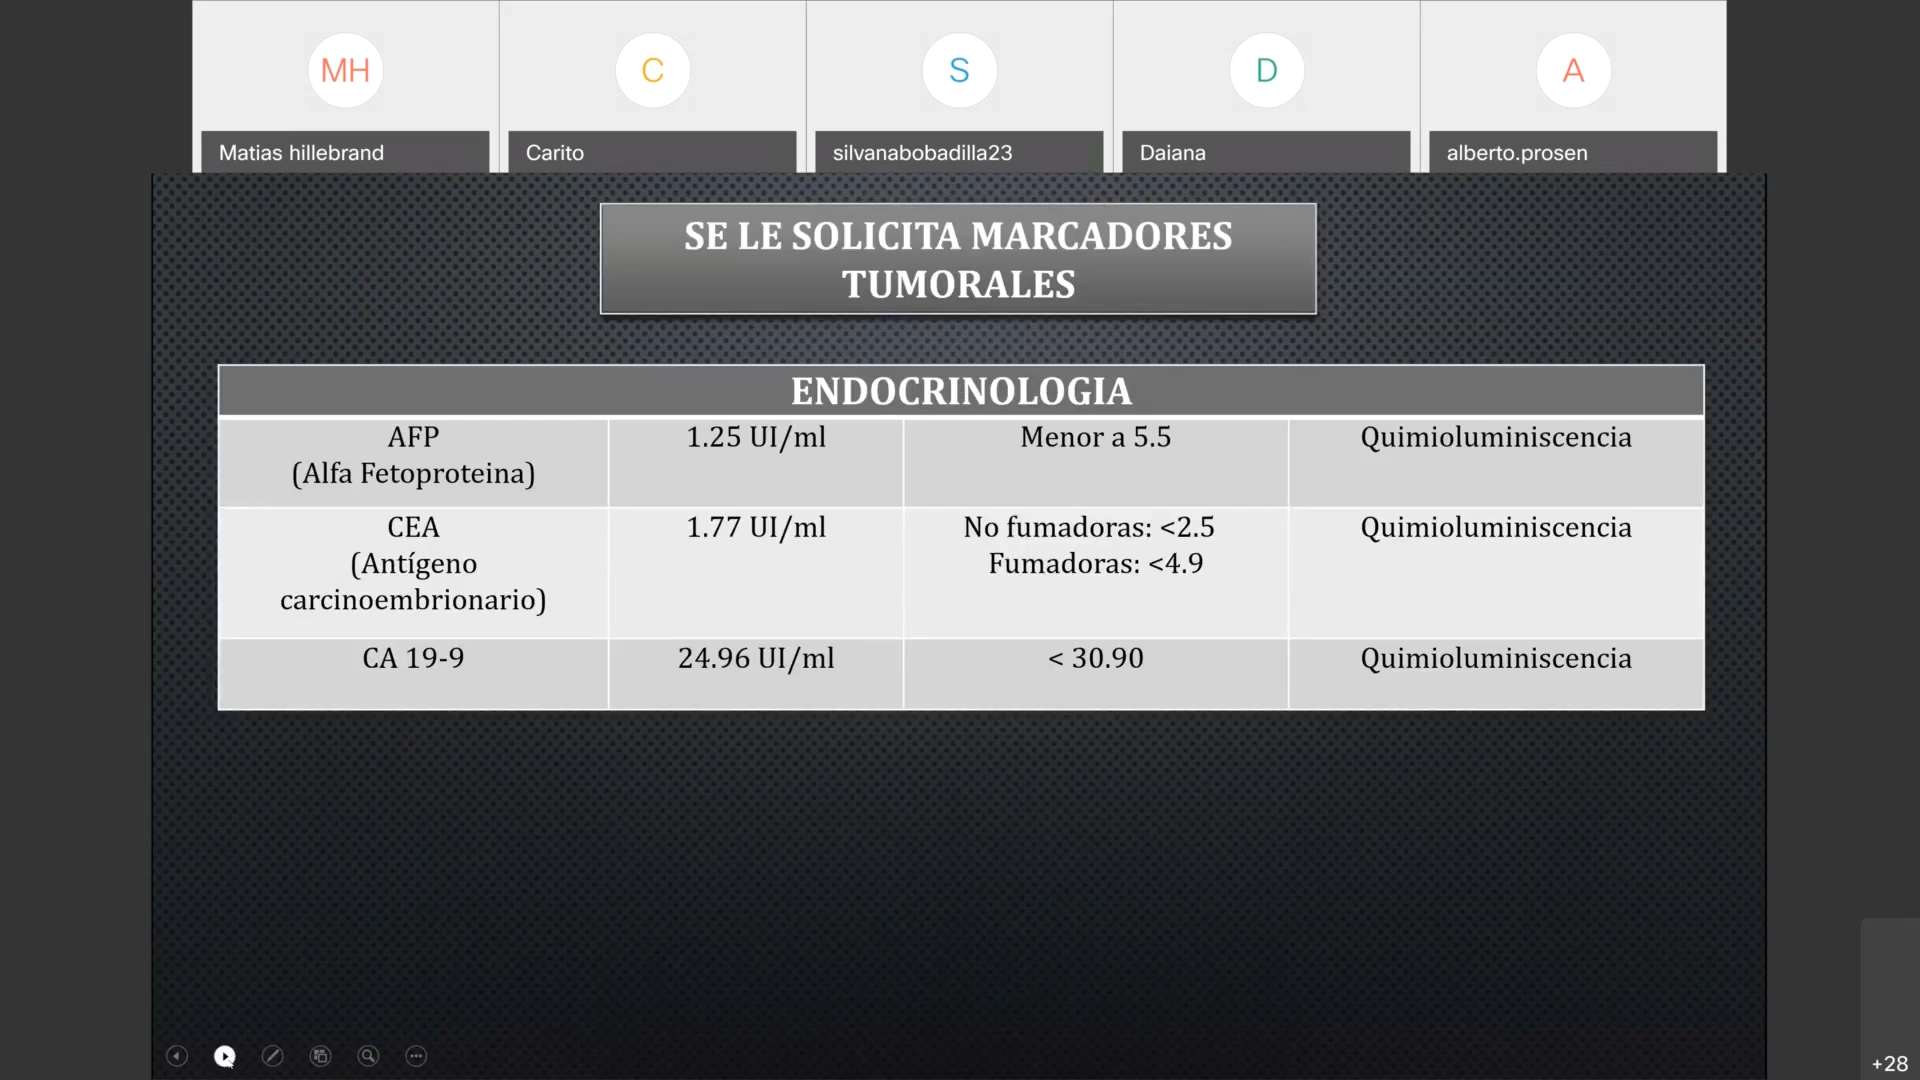 MH
C
S
D
A
Matias hillebrand
Carito
silvanabobadilla23
Daiana
alberto.prosen
SE LE SOLICITA MARCADORES
TUMORALES
ENDOCRINOLOGIA
AFP
(Alfa Fetoproteina)
1.25 UI/ml
Menor a 5.5
Quimioluminiscencia
CEA
(Antígeno
carcinoembrionario)
1.77 UI/ml
No fumadoras: <2.5
Fumadoras: <4.9
Quimioluminiscencia
CA 19-9
24.96 UI/ml
< 30.90
Quimioluminiscencia
+28